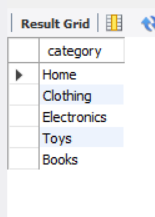 Result Grid
category
Home
Clothing
Electronics
Toys
Books